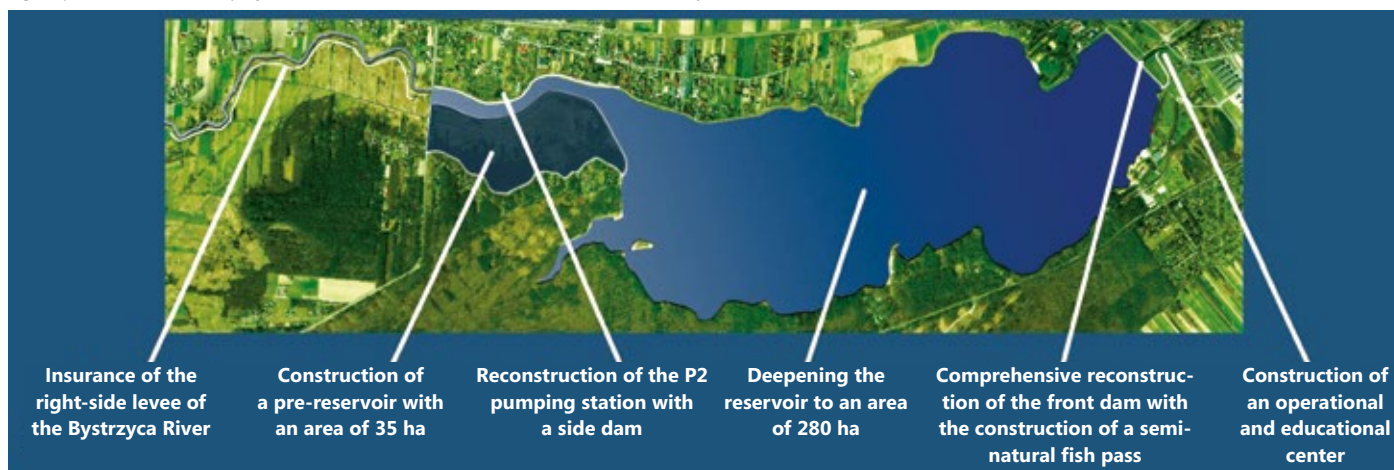 Insurance of the
right-side levee of
the Bystrzyca River
Construction of
a pre-reservoir with
an area of 35 ha
Reconstruction of the P2
pumping station with
a side dam
Deepening the
reservoir to an area
of 280 ha
Comprehensive reconstruc-
tion of the front dam with
the construction of a semi-
natural fish pass
Construction of
an operational
and educational
center